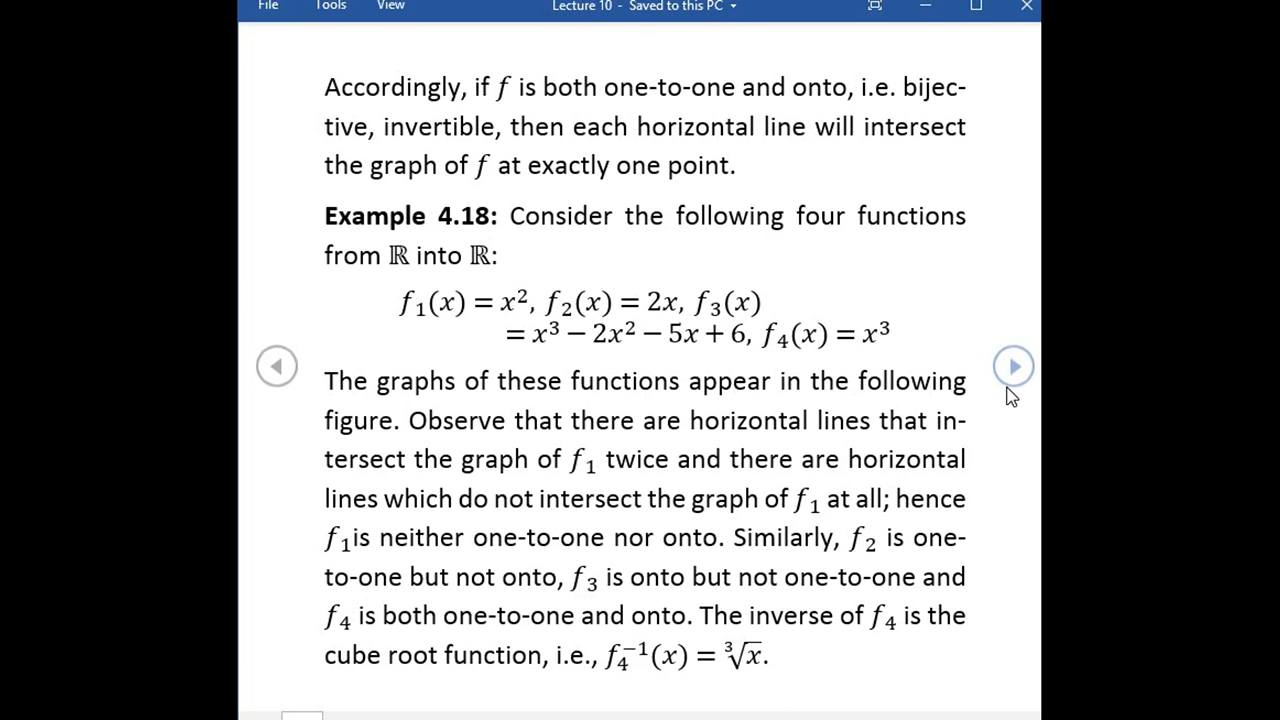 File Tools View Lecture 10 - Saved to this PC
Accordingly, if f is both one-to-one and onto, i.e. bijec-
tive, invertible, then each horizontal line will intersect
the graph of f at exactly one point.
Example 4.18: Consider the following four functions
from ℝ into ℝ:
f₁(x) = x², f₂(x) = 2x, f₃(x)
= x³ − 2x² − 5x + 6, f₄(x) = x³
The graphs of these functions appear in the following
figure. Observe that there are horizontal lines that in-
tersect the graph of f₁ twice and there are horizontal
lines which do not intersect the graph of f₁ at all; hence
f₁is neither one-to-one nor onto. Similarly, f₂ is one-
to-one but not onto, f₃ is onto but not one-to-one and
f₄ is both one-to-one and onto. The inverse of f₄ is the
cube root function, i.e., f₄⁻¹(x) = ∛x.